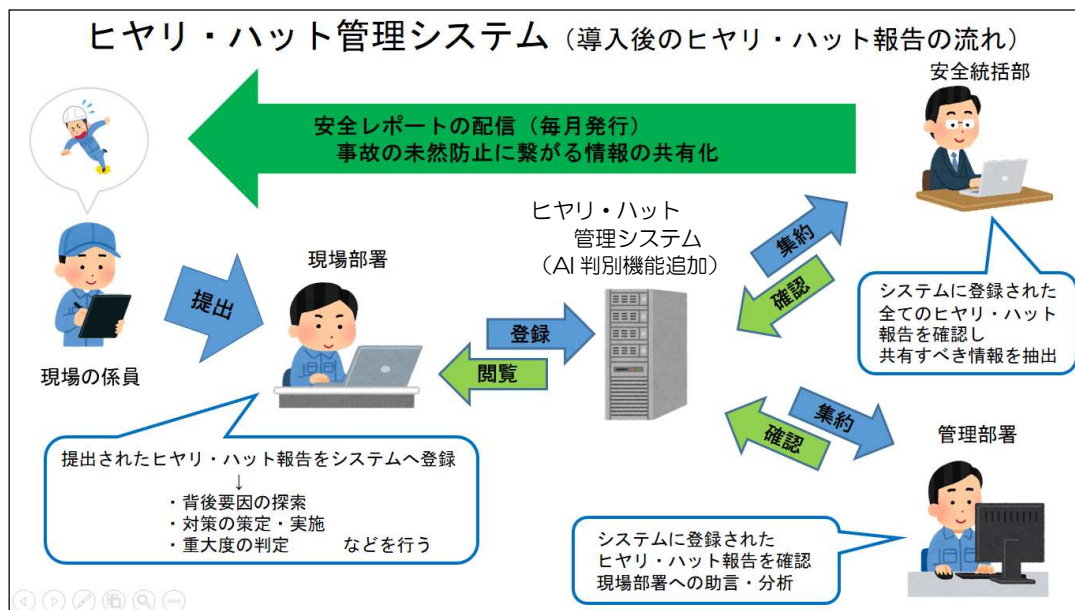 ヒヤリ・ハット管理システム（導入後のヒヤリ・ハット報告の流れ）
安全統括部
安全レポートの配信（毎月発行）
事故の未然防止に繋がる情報の共有化
ヒヤリ・ハット
管理システム
（AI 判別機能追加）
集約
確認
現場部署
提出
登録
閲覧
現場の係員
システムに登録された
全てのヒヤリ・ハット
報告を確認し
共有すべき情報を抽出
集約
確認
管理部署
提出されたヒヤリ・ハット報告をシステムへ登録
↓
・背後要因の探索
・対策の策定・実施
・重大度の判定　　などを行う
システムに登録された
ヒヤリ・ハット報告を確認
現場部署への助言・分析